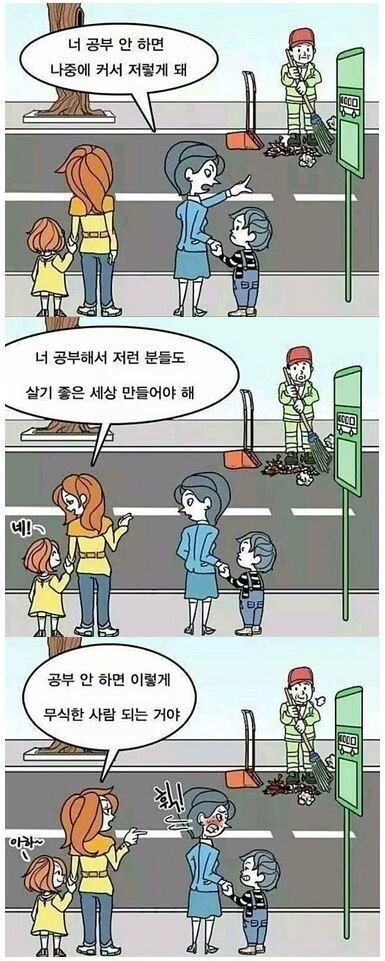 너 공부 안 하면
나중에 커서 저렇게 돼
너 공부해서 저런 분들도
살기 좋은 세상 만들어야 해
네!
공부 안 하면 이렇게
무식한 사람 되는 거야
휙!
아하~